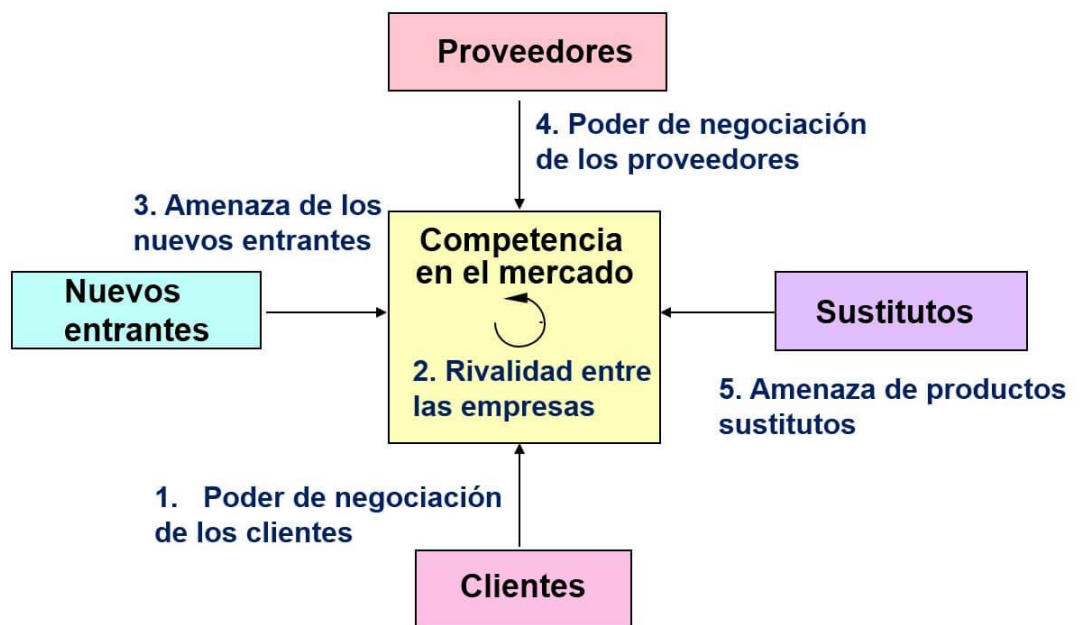 Proveedores
4. Poder de negociación
de los proveedores
3. Amenaza de los
nuevos entrantes
Competencia
en el mercado
Nuevos
entrantes
Sustitutos
2. Rivalidad entre
las empresas
5. Amenaza de productos
sustitutos
1. Poder de negociación
de los clientes
Clientes